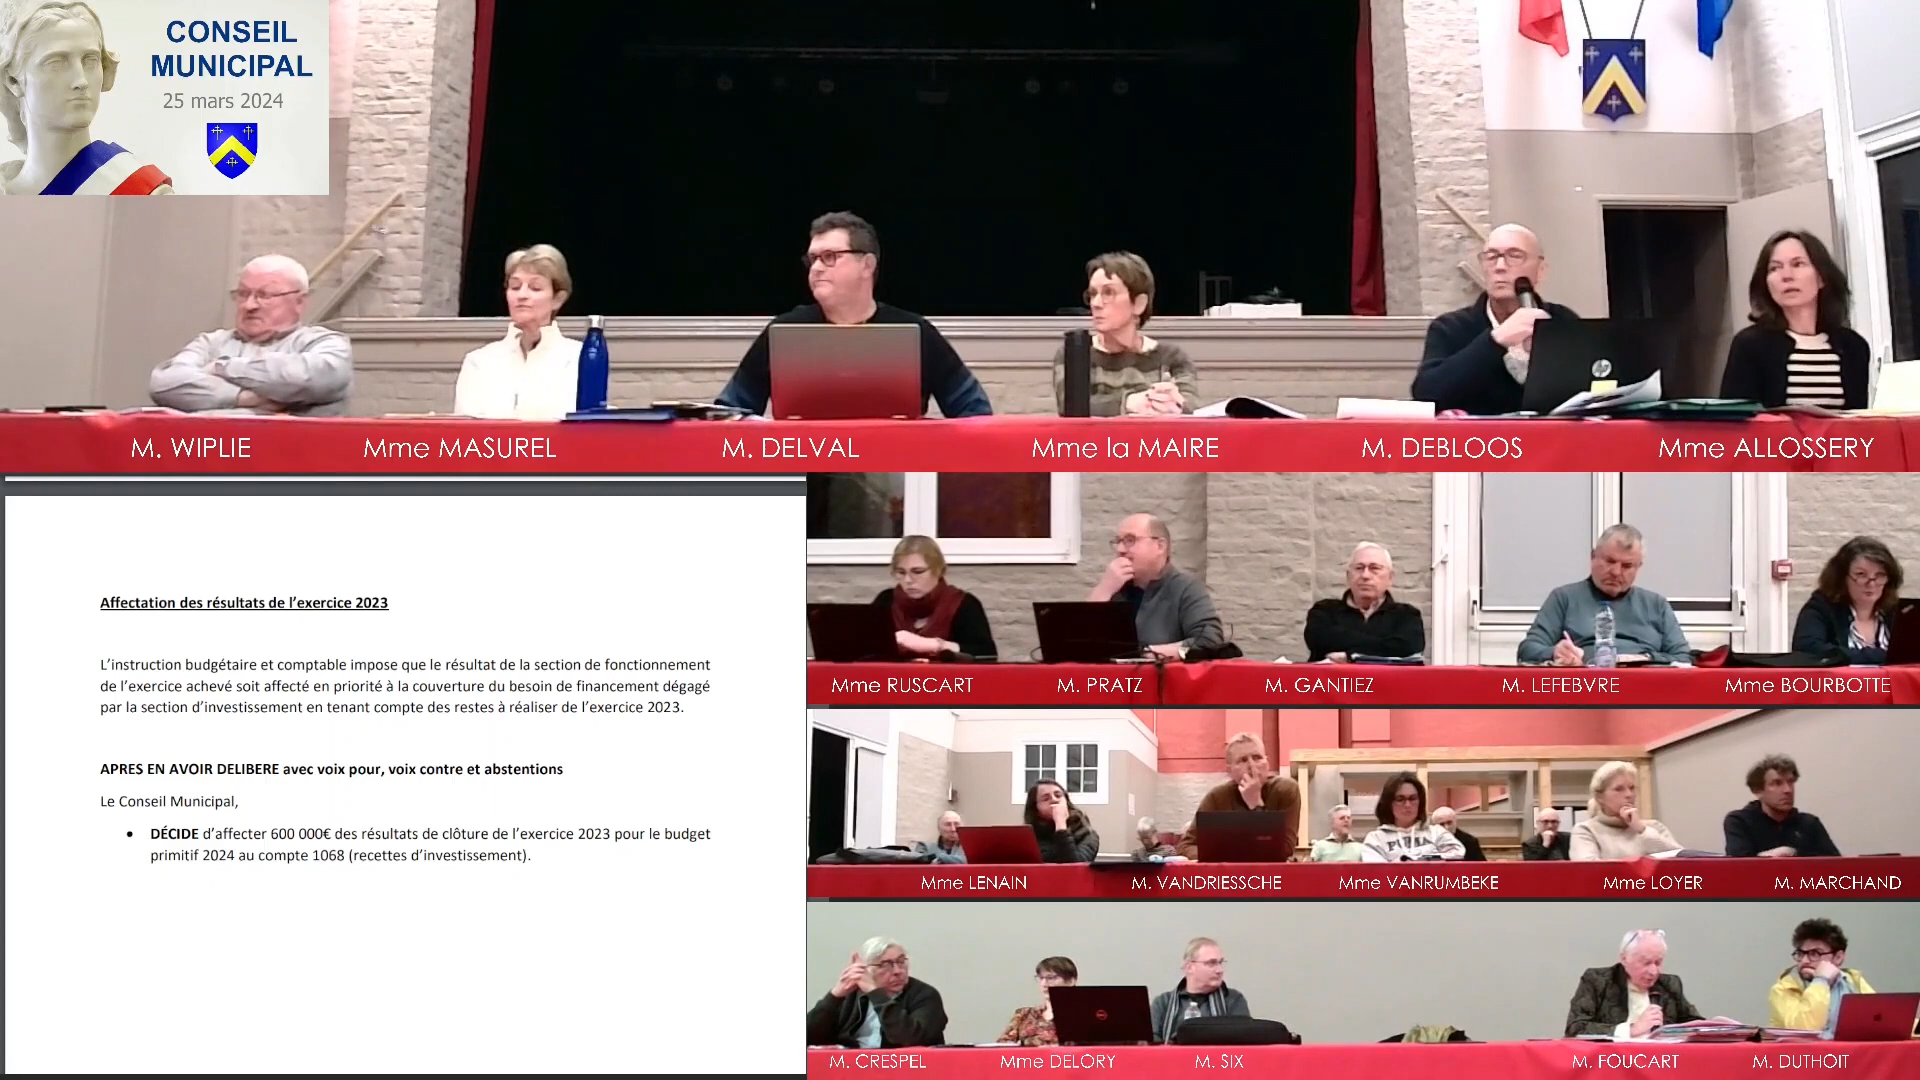 CONSEIL
MUNICIPAL
25 mars 2024
M. WIPLIE
Mme MASUREL
M. DELVAL
Mme la MAIRE
M. DEBLOOS
Mme ALLOSSERY
Affectation des résultats de l'exercice 2023
L'instruction budgétaire et comptable impose que le résultat de la section de fonctionnement
de l'exercice achevé soit affecté en priorité à la couverture du besoin de financement dégagé
par la section d'investissement en tenant compte des restes à réaliser de l'exercice 2023.
APRES EN AVOIR DELIBERE avec voix pour, voix contre et abstentions
Le Conseil Municipal,
• DÉCIDE d'affecter 600 000€ des résultats de clôture de l'exercice 2023 pour le budget
primitif 2024 au compte 1068 (recettes d'investissement).
Mme RUSCART
M. PRATZ
M. GANTIEZ
M. LEFEBVRE
Mme BOURBOTTE
PUMA
Mme LENAIN
M. VANDRIESSCHE
Mme VANRUMBEKE
Mme LOYER
M. MARCHAND
M. CRESPEL
Mme DELORY
M. SIX
M. FOUCART
M. DUTHOIT